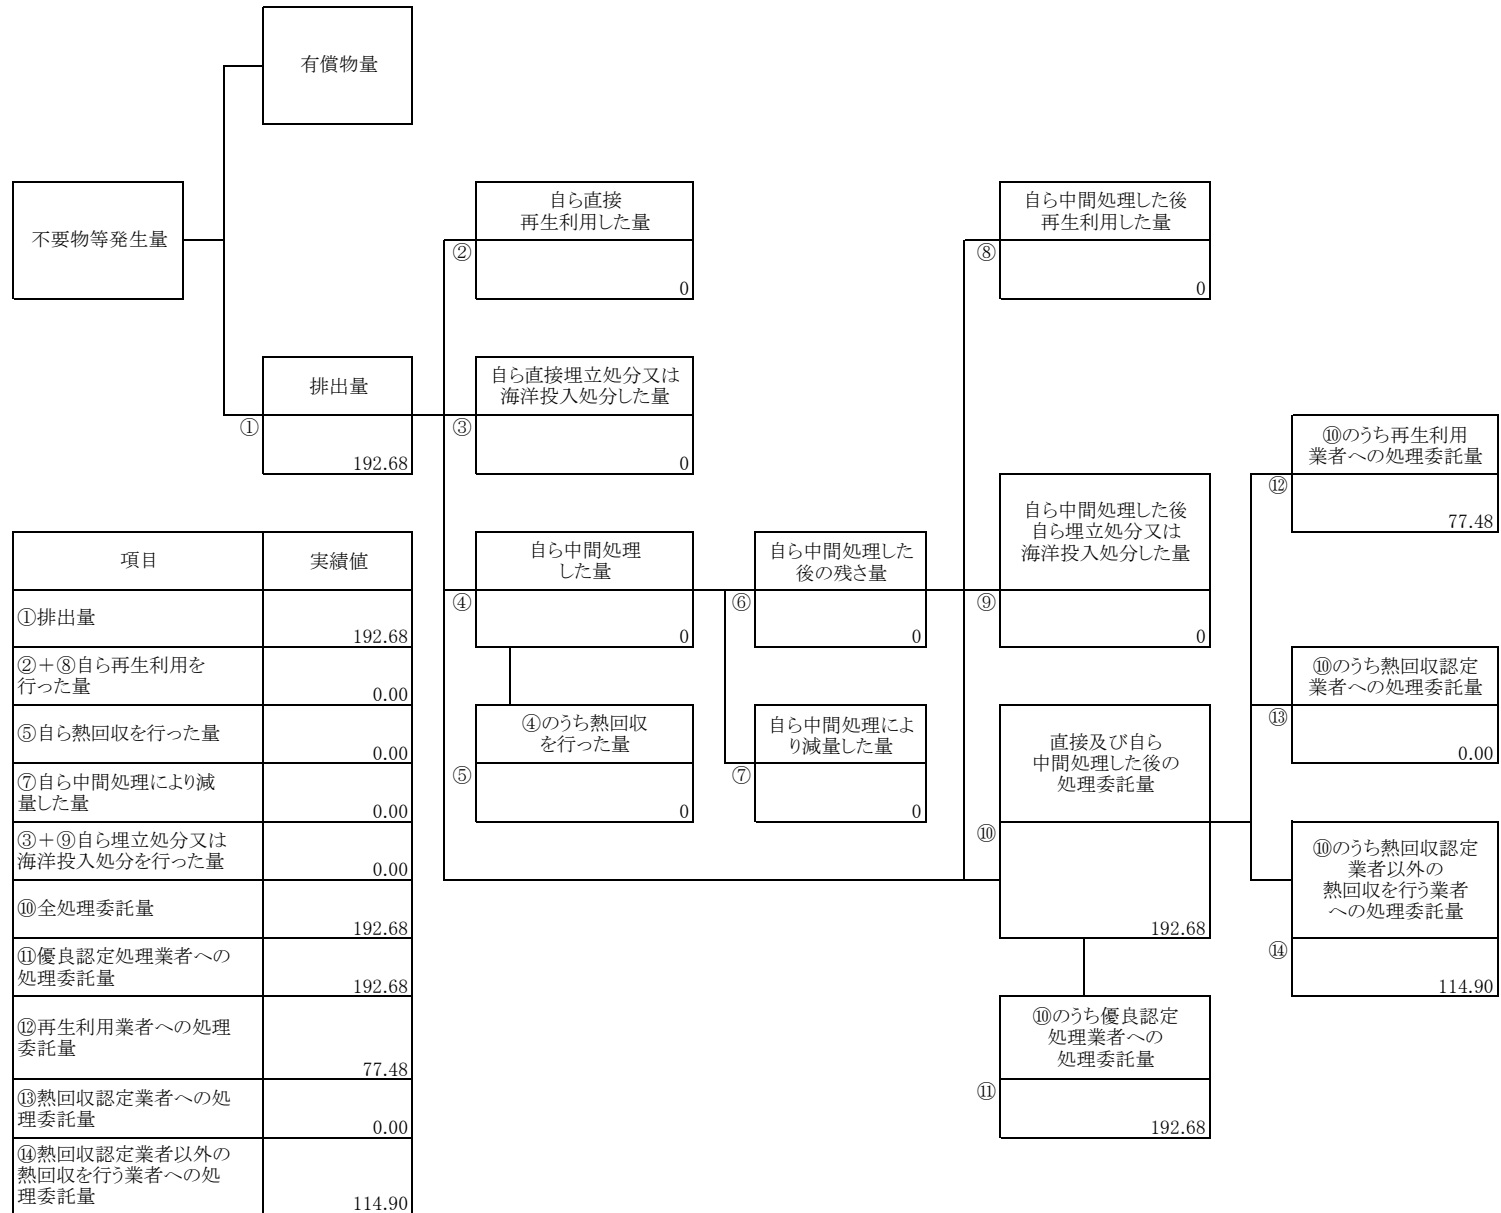 有償物量
不要物等発生量
自ら直接
再生利用した量
②
0
自ら中間処理した後
再生利用した量
⑧
0
排出量
①
192.68
自ら直接埋立処分又は
海洋投入処分した量
③
0
⑩のうち再生利用
業者への処理委託量
⑫
77.48
自ら中間処理
した量
④
0
自ら中間処理した
後の残さ量
⑥
0
自ら中間処理した後
自ら埋立処分又は
海洋投入処分した量
⑨
0
⑩のうち熱回収認定
業者への処理委託量
⑬
0.00
④のうち熱回収
を行った量
⑤
0
自ら中間処理によ
り減量した量
⑦
0
直接及び自ら
中間処理した後の
処理委託量
⑩
192.68
⑩のうち熱回収認定
業者以外の
熱回収を行う業者
への処理委託量
⑭
114.90
⑩のうち優良認定
処理業者への
処理委託量
⑪
192.68
項目 実績値
①排出量
192.68
②＋⑧自ら再生利用を
行った量
0.00
⑤自ら熱回収を行った量
0.00
⑦自ら中間処理により減
量した量
0.00
③＋⑨自ら埋立処分又は
海洋投入処分を行った量
0.00
⑩全処理委託量
192.68
⑪優良認定処理業者への
処理委託量
192.68
⑫再生利用業者への処理
委託量
77.48
⑬熱回収認定業者への処
理委託量
0.00
⑭熱回収認定業者以外の
熱回収を行う業者への処
理委託量
114.90